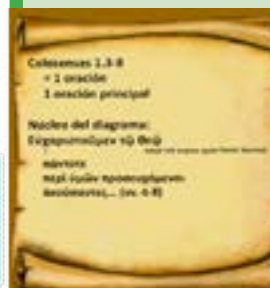 Colosenses 1.3-8
= 1 oración
1 oración principal
Núcleo del diagrama:
Εὐχαριστοῦμεν τῷ θεῷ
πάντοτε
περὶ ὑμῶν προσευχόμενοι
ἀκούσαντες... (vv. 4-8)